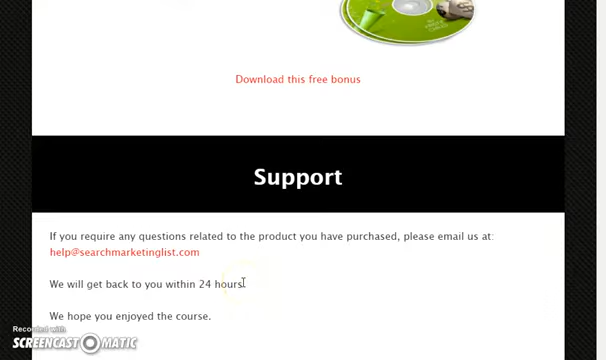 Download this free bonus
Support
If you require any questions related to the product you have purchased, please email us at:
help@searchmarketinglist.com
We will get back to you within 24 hours.
We hope you enjoyed the course.
Recorded with
SCREENCAST-O-MATIC